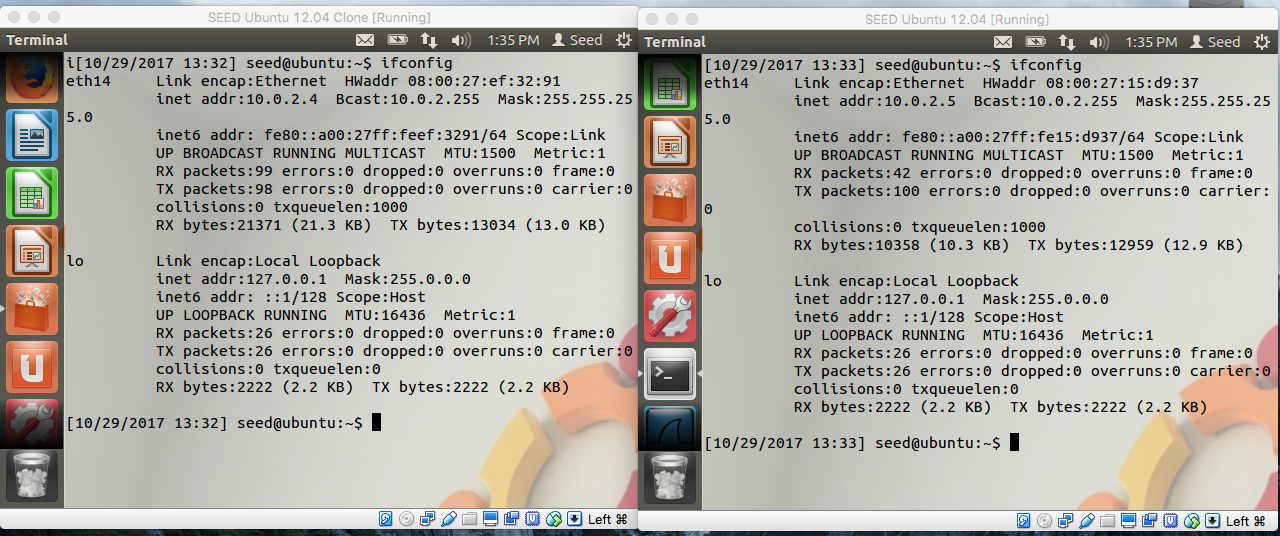 SEED Ubuntu 12.04 Clone [Running]
Terminal 1:35 PM Seed
i[10/29/2017 13:32] seed@ubuntu:~$ ifconfig
eth14 Link encap:Ethernet HWaddr 08:00:27:ef:32:91
inet addr:10.0.2.4 Bcast:10.0.2.255 Mask:255.255.25
5.0
inet6 addr: fe80::a00:27ff:feef:3291/64 Scope:Link
UP BROADCAST RUNNING MULTICAST MTU:1500 Metric:1
RX packets:99 errors:0 dropped:0 overruns:0 frame:0
TX packets:98 errors:0 dropped:0 overruns:0 carrier:0
collisions:0 txqueuelen:1000
RX bytes:21371 (21.3 KB) TX bytes:13034 (13.0 KB)
lo Link encap:Local Loopback
inet addr:127.0.0.1 Mask:255.0.0.0
inet6 addr: ::1/128 Scope:Host
UP LOOPBACK RUNNING MTU:16436 Metric:1
RX packets:26 errors:0 dropped:0 overruns:0 frame:0
TX packets:26 errors:0 dropped:0 overruns:0 carrier:0
collisions:0 txqueuelen:0
RX bytes:2222 (2.2 KB) TX bytes:2222 (2.2 KB)
[10/29/2017 13:32] seed@ubuntu:~$
Left ⌘
SEED Ubuntu 12.04 [Running]
Terminal 1:35 PM Seed
[10/29/2017 13:33] seed@ubuntu:~$ ifconfig
eth14 Link encap:Ethernet HWaddr 08:00:27:15:d9:37
inet addr:10.0.2.5 Bcast:10.0.2.255 Mask:255.255.25
5.0
inet6 addr: fe80::a00:27ff:fe15:d937/64 Scope:Link
UP BROADCAST RUNNING MULTICAST MTU:1500 Metric:1
RX packets:42 errors:0 dropped:0 overruns:0 frame:0
TX packets:100 errors:0 dropped:0 overruns:0 carrier:
0
collisions:0 txqueuelen:1000
RX bytes:10358 (10.3 KB) TX bytes:12959 (12.9 KB)
lo Link encap:Local Loopback
inet addr:127.0.0.1 Mask:255.0.0.0
inet6 addr: ::1/128 Scope:Host
UP LOOPBACK RUNNING MTU:16436 Metric:1
RX packets:26 errors:0 dropped:0 overruns:0 frame:0
TX packets:26 errors:0 dropped:0 overruns:0 carrier:0
collisions:0 txqueuelen:0
RX bytes:2222 (2.2 KB) TX bytes:2222 (2.2 KB)
[10/29/2017 13:33] seed@ubuntu:~$
Left ⌘